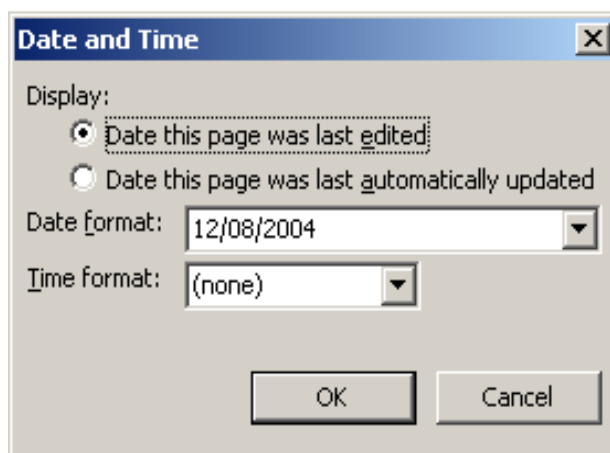 Date and Time
Display:
Date this page was last edited
Date this page was last automatically updated
Date format: 12/08/2004
Time format: (none)
OK Cancel